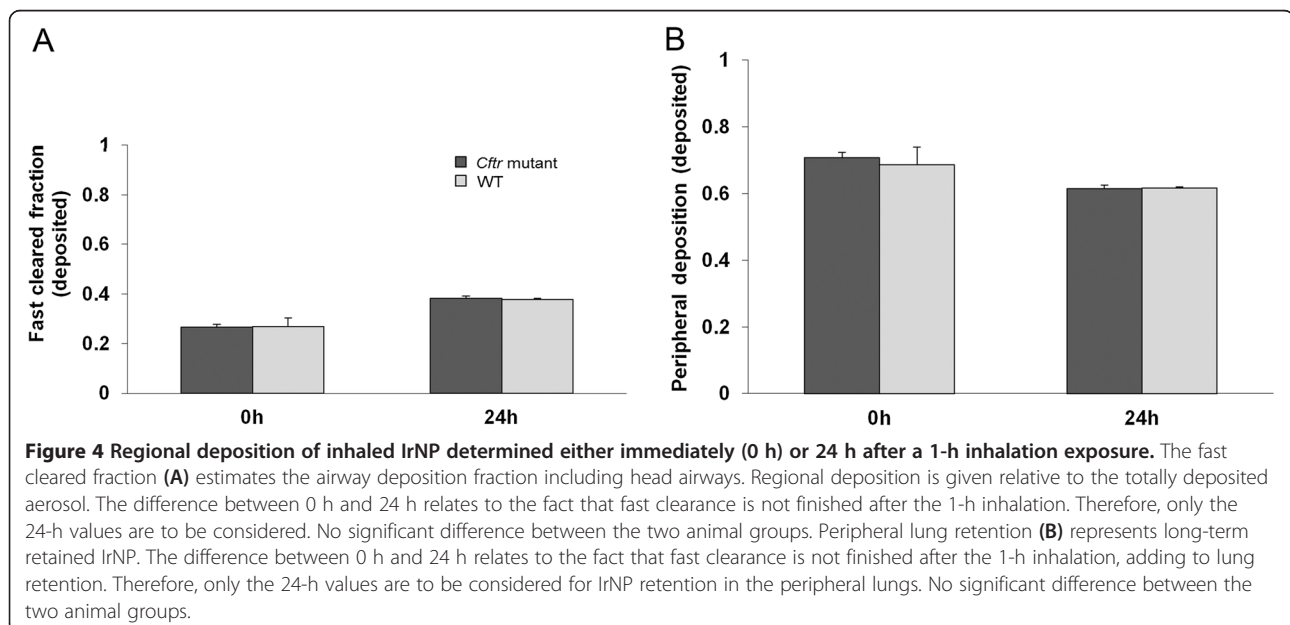 A
Fast cleared fraction
(deposited)
1
0.8
0.6
0.4
0.2
0
Cftr mutant
WT
0h
24h
B
Peripheral deposition (deposited)
1
0.8
0.6
0.4
0.2
0
0h
24h
Figure 4 Regional deposition of inhaled IrNP determined either immediately (0 h) or 24 h after a 1-h inhalation exposure. The fast
cleared fraction (A) estimates the airway deposition fraction including head airways. Regional deposition is given relative to the totally deposited
aerosol. The difference between 0 h and 24 h relates to the fact that fast clearance is not finished after the 1-h inhalation. Therefore, only the
24-h values are to be considered. No significant difference between the two animal groups. Peripheral lung retention (B) represents long-term
retained IrNP. The difference between 0 h and 24 h relates to the fact that fast clearance is not finished after the 1-h inhalation, adding to lung
retention. Therefore, only the 24-h values are to be considered for IrNP retention in the peripheral lungs. No significant difference between the
two animal groups.